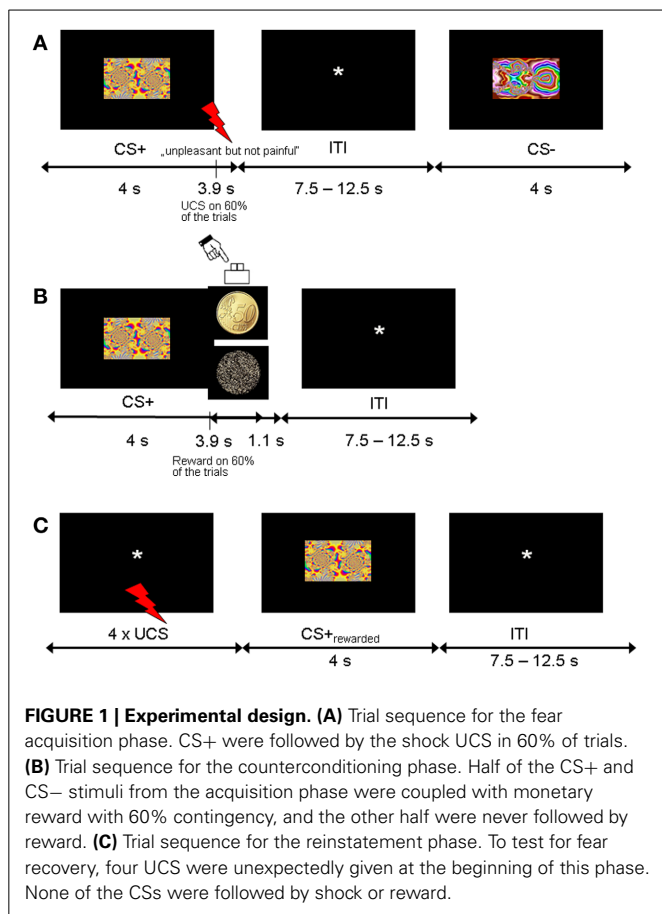 A
*
CS+
„unpleasant but not painful"
ITI
CS-
4 s
3.9 s
7.5 – 12.5 s
4 s
UCS on 60%
of the trials
B
50
CENT
*
CS+
ITI
4 s
3.9 s
1.1 s
7.5 – 12.5 s
Reward on 60%
of the trials
C
*
*
4 x UCS
CS+rewarded
ITI
4 s
7.5 – 12.5 s
FIGURE 1 | Experimental design. (A) Trial sequence for the fear
acquisition phase. CS+ were followed by the shock UCS in 60% of trials.
(B) Trial sequence for the counterconditioning phase. Half of the CS+ and
CS− stimuli from the acquisition phase were coupled with monetary
reward with 60% contingency, and the other half were never followed by
reward. (C) Trial sequence for the reinstatement phase. To test for fear
recovery, four UCS were unexpectedly given at the beginning of this phase.
None of the CSs were followed by shock or reward.